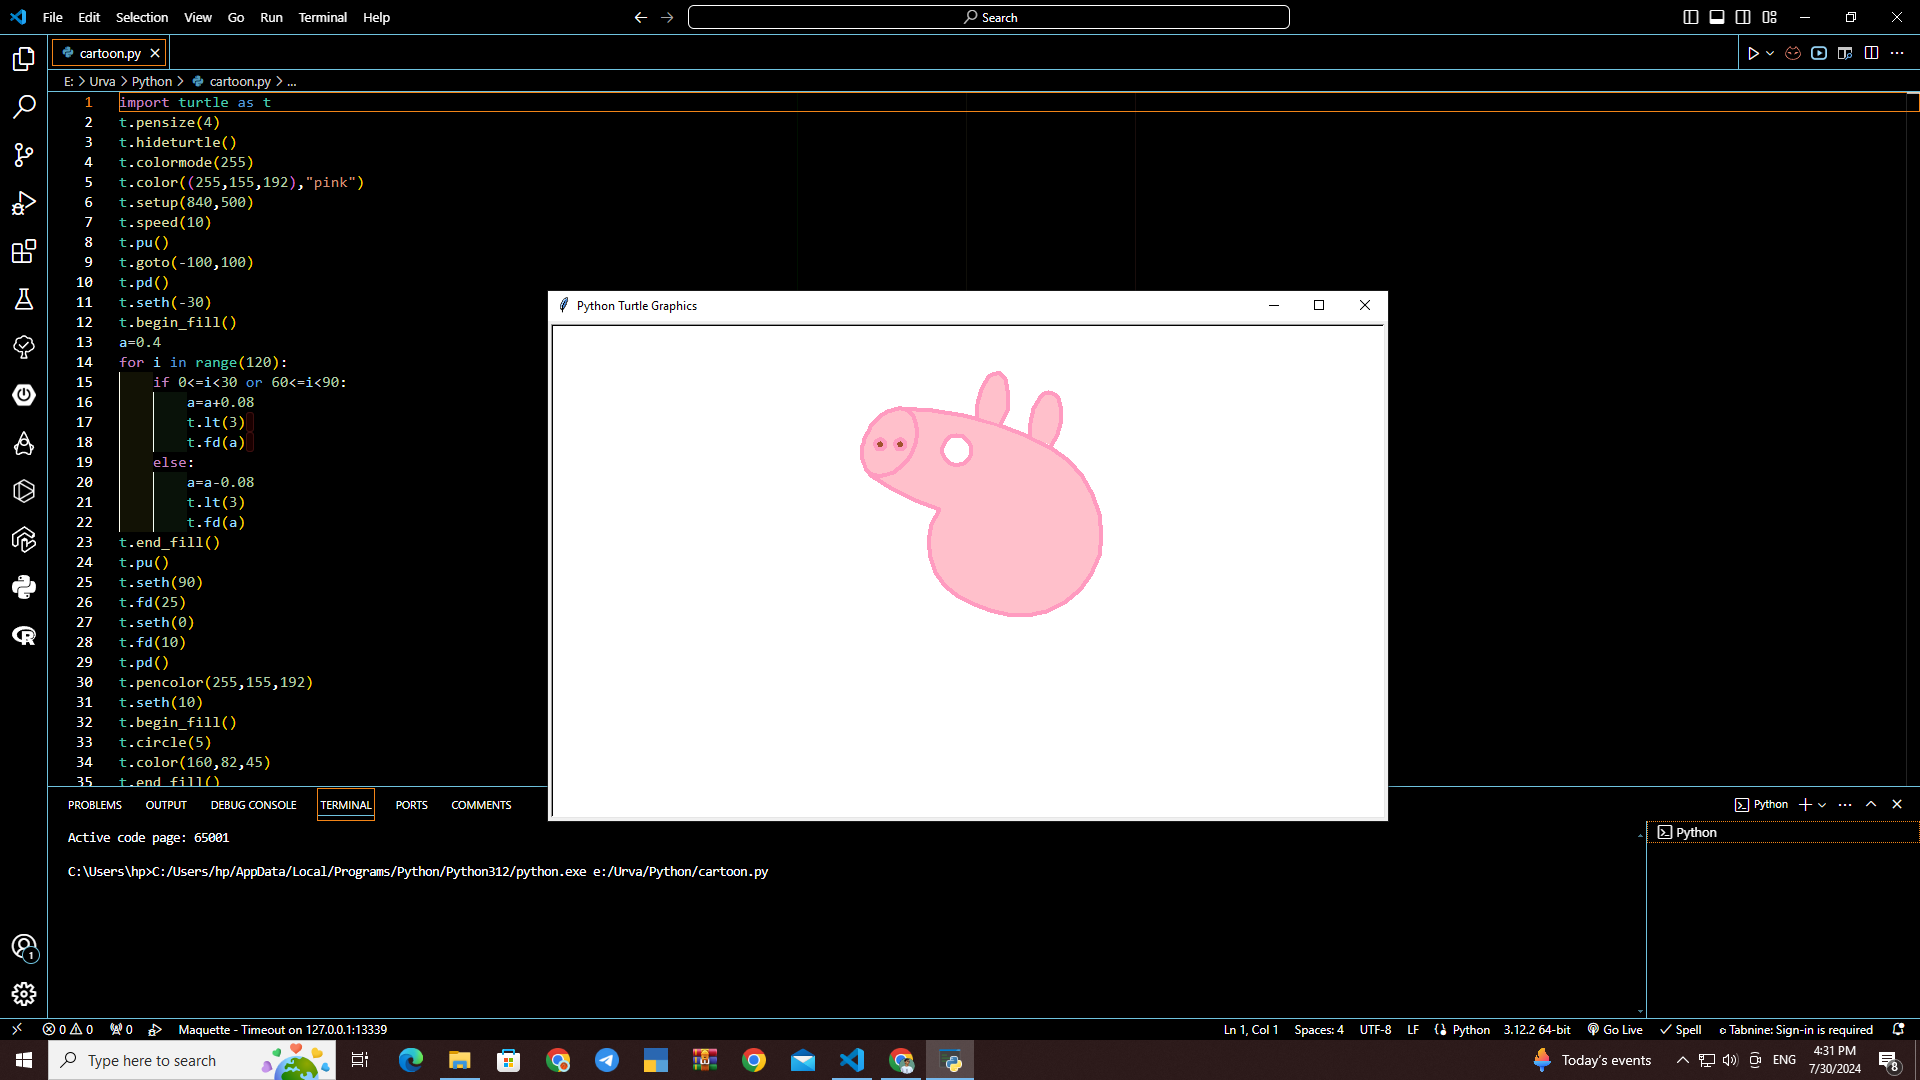 File Edit Selection View Go Run Terminal Help
Search
cartoon.py
E: > Urva > Python > cartoon.py > ...
1 import turtle as t
2 t.pensize(4)
3 t.hideturtle()
4 t.colormode(255)
5 t.color((255,155,192),"pink")
6 t.setup(840,500)
7 t.speed(10)
8 t.pu()
9 t.goto(-100,100)
10 t.pd()
11 t.seth(-30)
12 t.begin_fill()
13 a=0.4
14 for i in range(120):
15 if 0<=i<30 or 60<=i<90:
16 a=a+0.08
17 t.lt(3)
18 t.fd(a)
19 else:
20 a=a-0.08
21 t.lt(3)
22 t.fd(a)
23 t.end_fill()
24 t.pu()
25 t.seth(90)
26 t.fd(25)
27 t.seth(0)
28 t.fd(10)
29 t.pd()
30 t.pencolor(255,155,192)
31 t.seth(10)
32 t.begin_fill()
33 t.circle(5)
34 t.color(160,82,45)
35 t.end_fill()
Python Turtle Graphics
PROBLEMS OUTPUT DEBUG CONSOLE TERMINAL PORTS COMMENTS
Python
Active code page: 65001
Python
C:\Users\hp>C:/Users/hp/AppData/Local/Programs/Python/Python312/python.exe e:/Urva/Python/cartoon.py
1
0 0 0 Maquette - Timeout on 127.0.0.1:13339 Ln 1, Col 1 Spaces: 4 UTF-8 LF Python 3.12.2 64-bit Go Live Spell Tabnine: Sign-in is required
Type here to search
Today's events
ENG
4:31 PM
7/30/2024
8